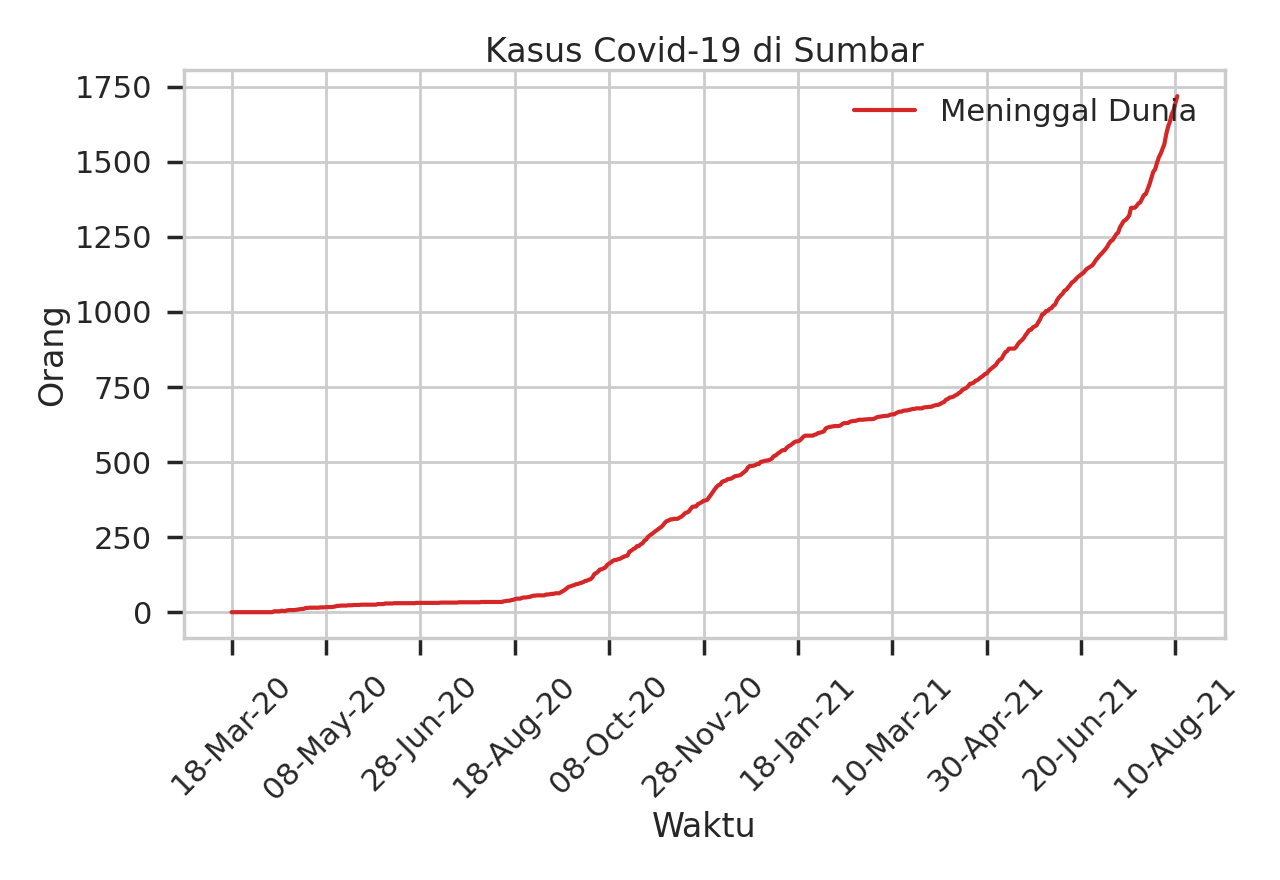 Kasus Covid-19 di Sumbar
Meninggal Dunia
Orang
1750
1500
1250
1000
750
500
250
0
18-Mar-20
08-May-20
28-Jun-20
18-Aug-20
08-Oct-20
28-Nov-20
18-Jan-21
10-Mar-21
30-Apr-21
20-Jun-21
10-Aug-21
Waktu